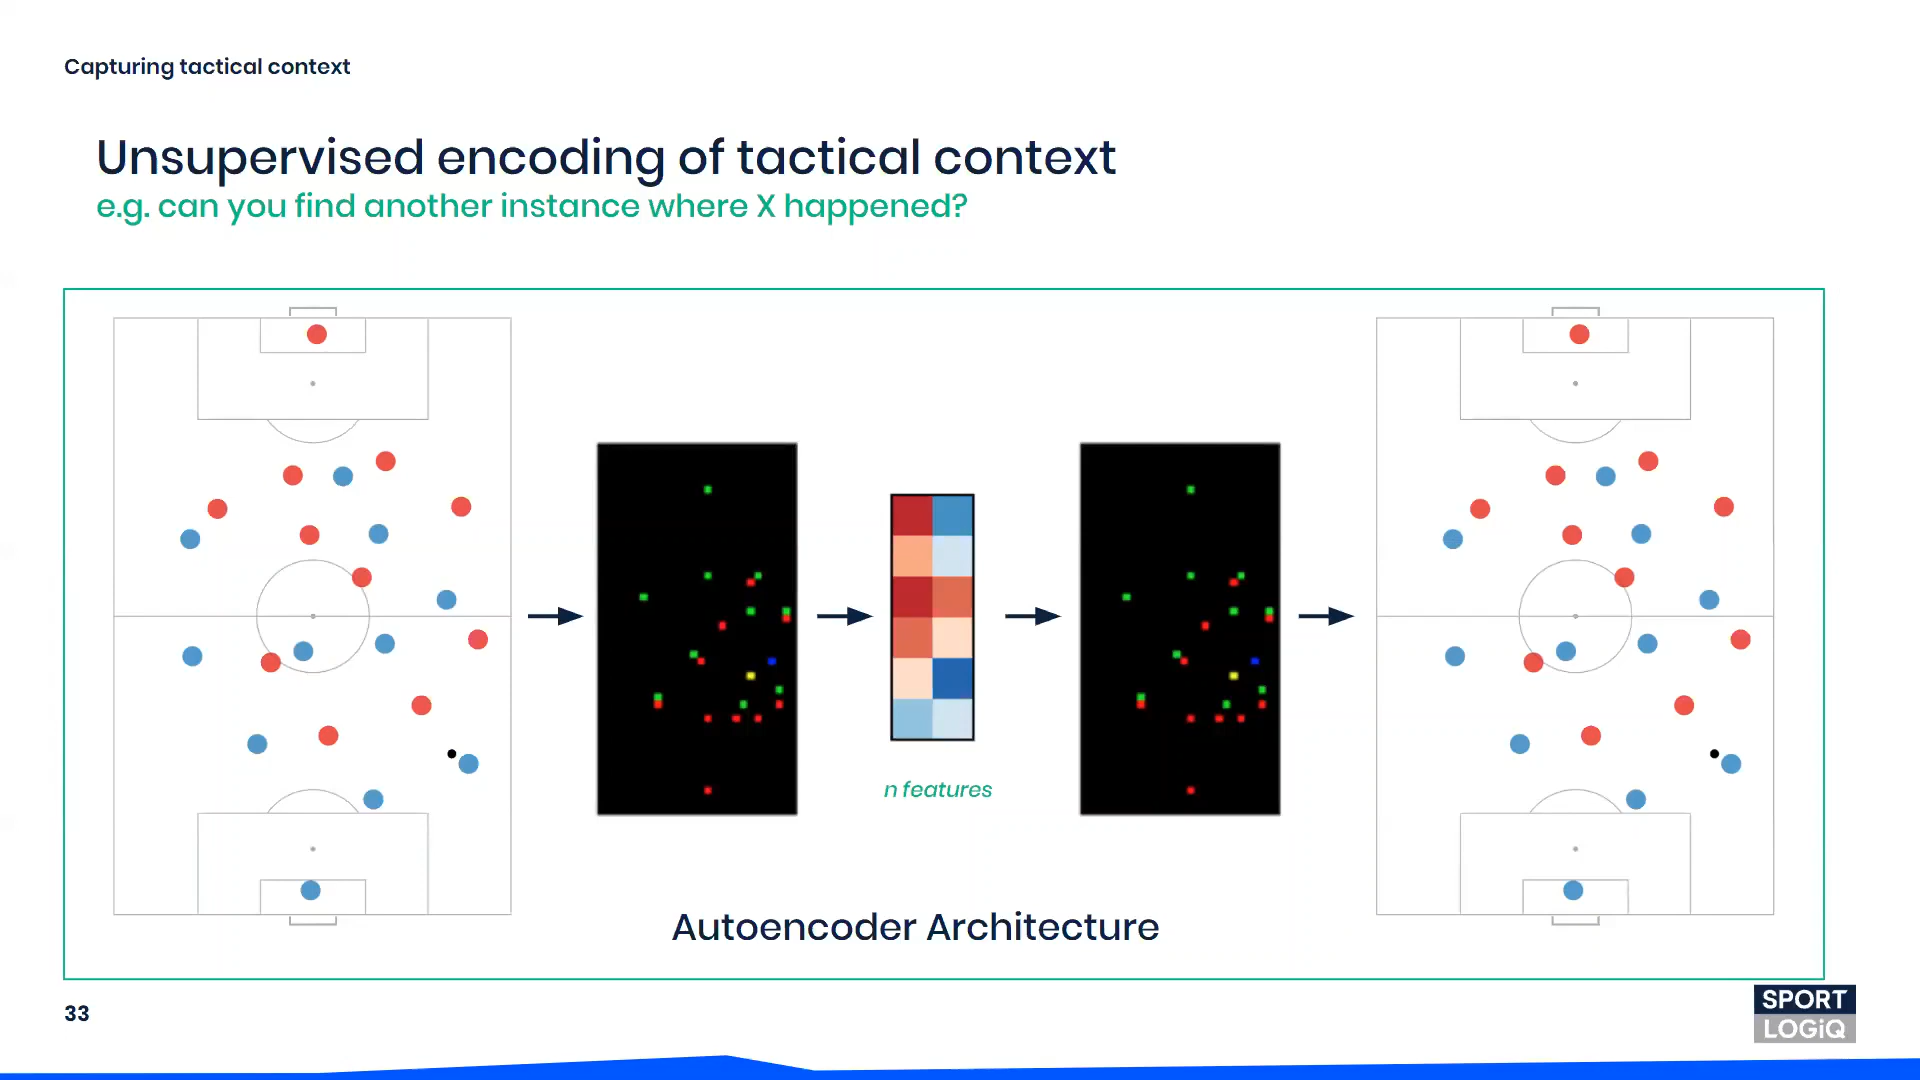 Capturing tactical context
Unsupervised encoding of tactical context
e.g. can you find another instance where X happened?
n features
Autoencoder Architecture
33
SPORT
LOGiQ